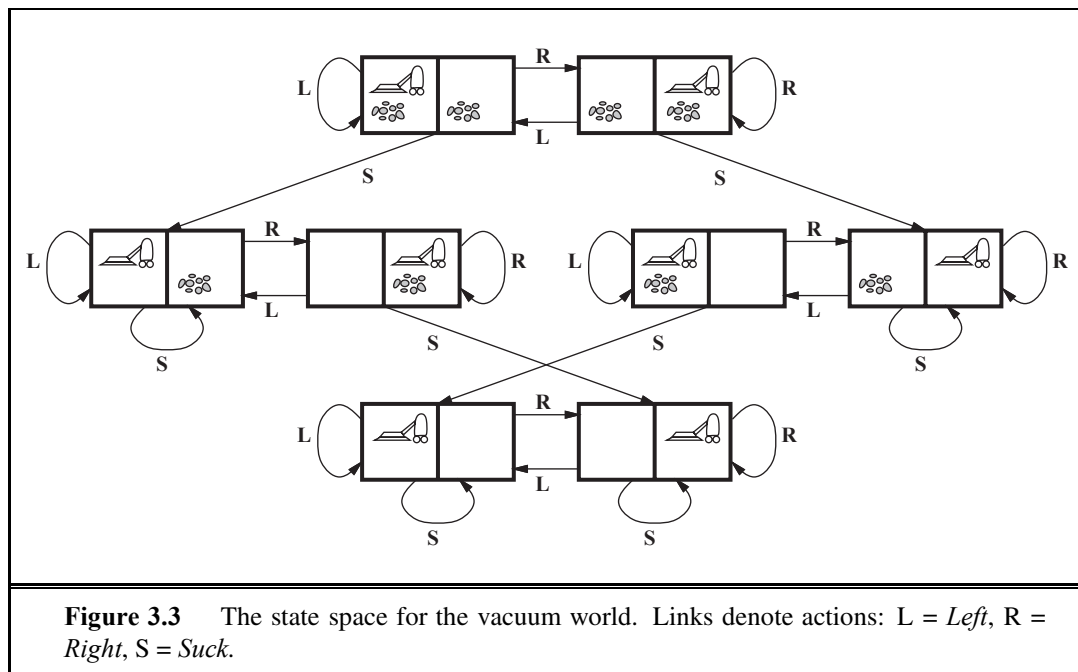 R
L R
L
S S
R R
L R L R
L L
S S S S
R
L R
L
S S
Figure 3.3 The state space for the vacuum world. Links denote actions: L = Left, R =
Right, S = Suck.